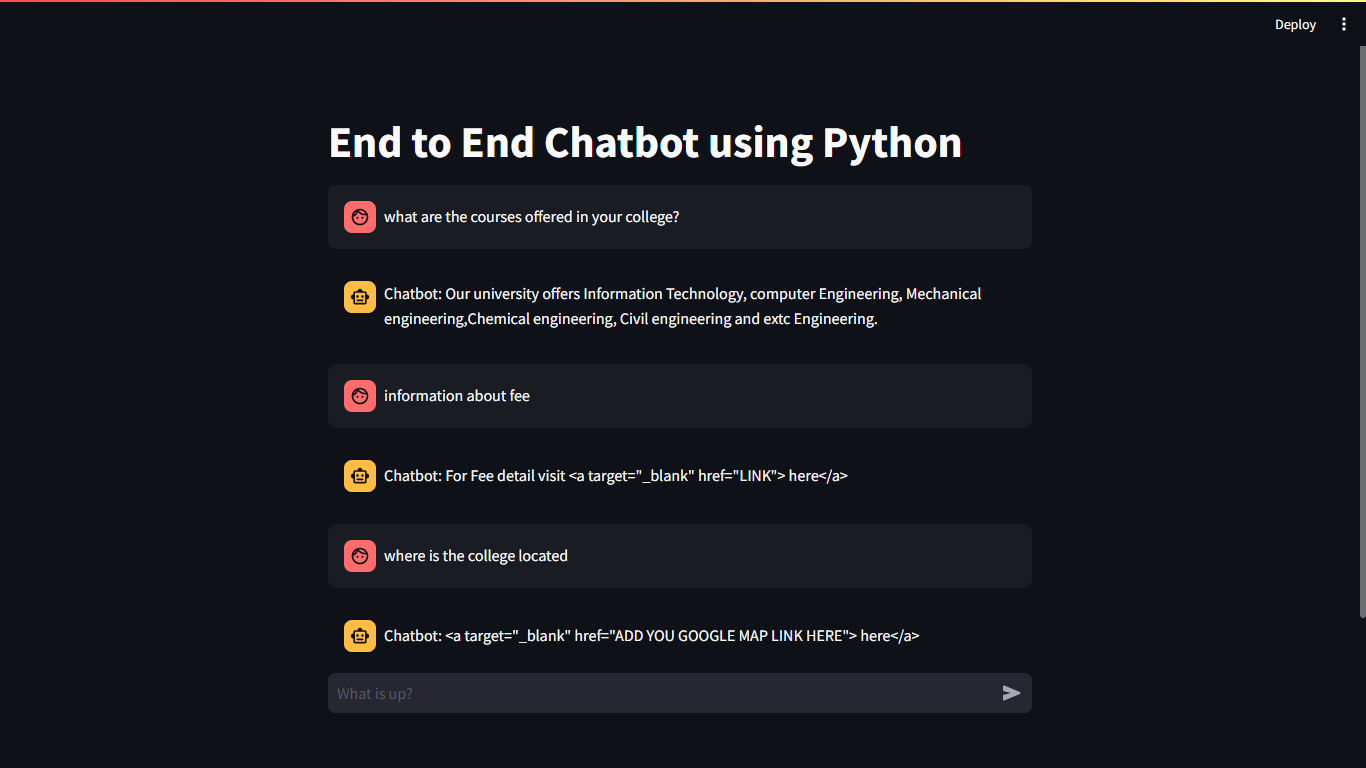 Deploy
End to End Chatbot using Python
what are the courses offered in your college?
Chatbot: Our university offers Information Technology, computer Engineering, Mechanical
engineering,Chemical engineering, Civil engineering and extc Engineering.
information about fee
Chatbot: For Fee detail visit <a target="_blank" href="LINK"> here</a>
where is the college located
Chatbot: <a target="_blank" href="ADD YOU GOOGLE MAP LINK HERE"> here</a>
What is up?